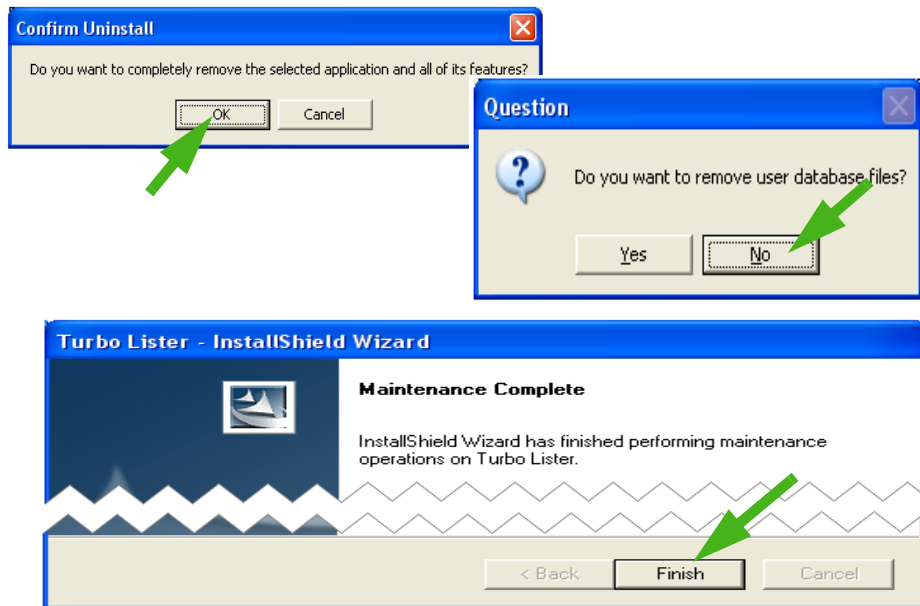 Confirm Uninstall
Do you want to completely remove the selected application and all of its features?
OK
Cancel
Question
Do you want to remove user database files?
Yes
No
Turbo Lister - InstallShield Wizard
Maintenance Complete
InstallShield Wizard has finished performing maintenance
operations on Turbo Lister.
< Back
Finish
Cancel